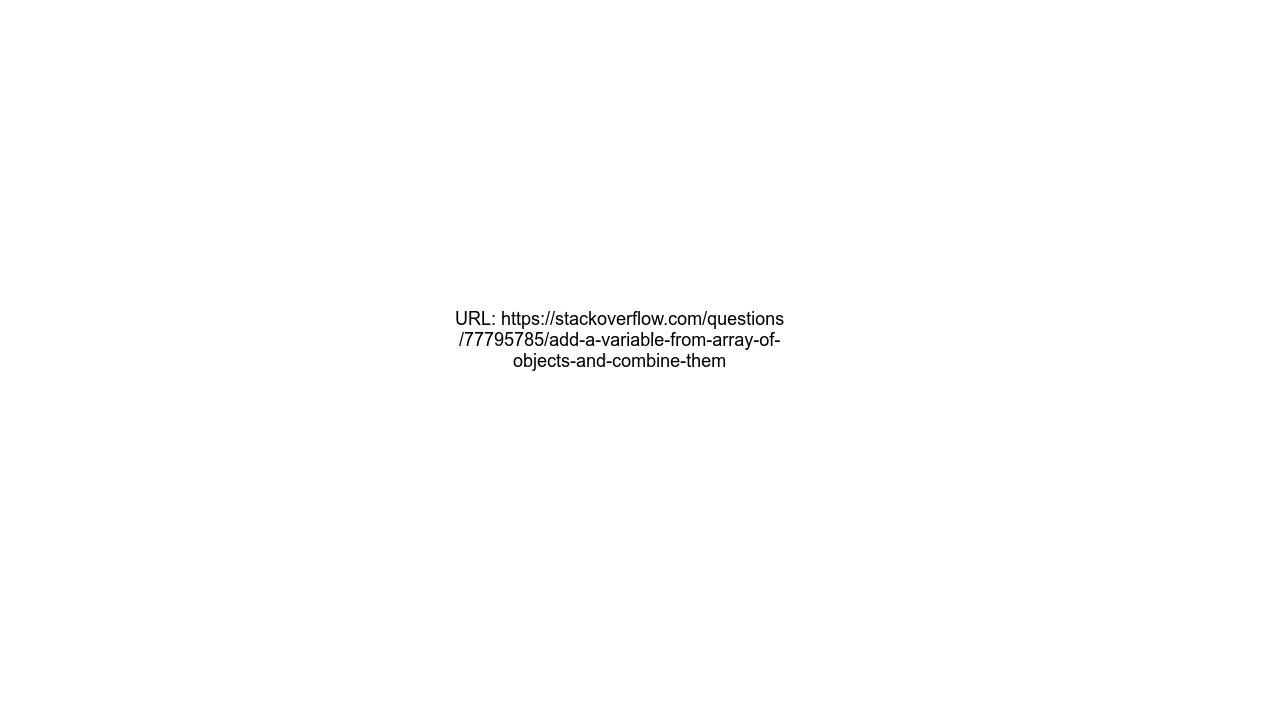 URL: https://stackoverflow.com/questions
/77795785/add-a-variable-from-array-of-
objects-and-combine-them